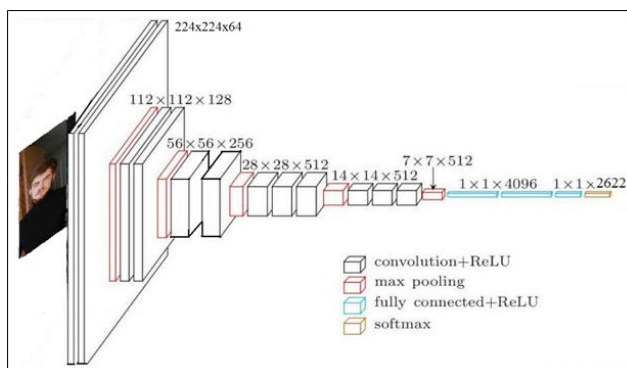 224x224x64
112×112×128
56×56×256
28×28×512
14×14×512
7×7×512
1×1×4096
1×1×2622
convolution+ReLU
max pooling
fully connected+ReLU
softmax